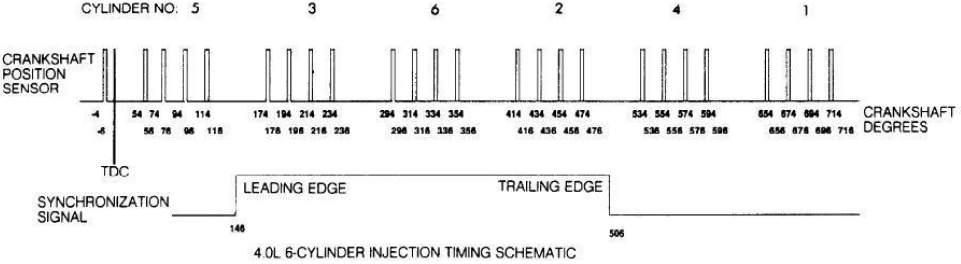 CYLINDER NO: 5 3 6 2 4 1
CRANKSHAFT
POSITION
SENSOR
-4 54 74 94 114 174 194 214 234 294 314 334 354 414 434 454 474 534 554 574 594 654 674 694 714
-6 56 76 96 116 176 196 216 236 296 316 336 356 416 436 456 476 536 556 576 596 656 676 696 716
CRANKSHAFT
DEGREES
TDC
LEADING EDGE TRAILING EDGE
SYNCHRONIZATION
SIGNAL
146 506
4.0L 6-CYLINDER INJECTION TIMING SCHEMATIC